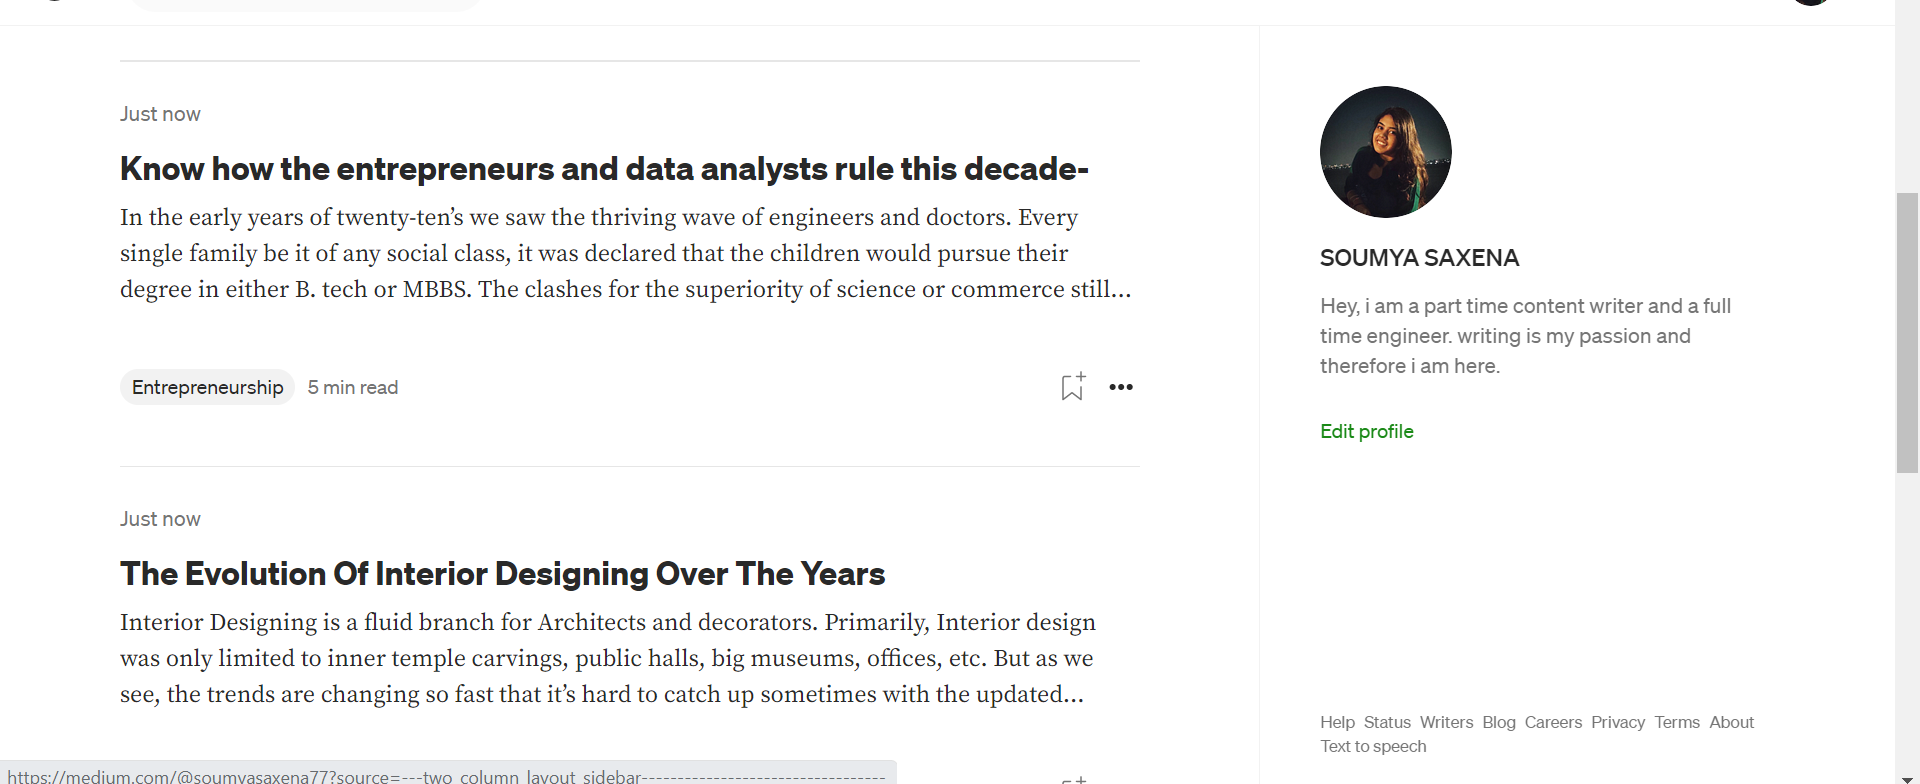 Just now
Know how the entrepreneurs and data analysts rule this decade-
In the early years of twenty-ten’s we saw the thriving wave of engineers and doctors. Every
single family be it of any social class, it was declared that the children would pursue their
degree in either B. tech or MBBS. The clashes for the superiority of science or commerce still...
Entrepreneurship 5 min read
Just now
The Evolution Of Interior Designing Over The Years
Interior Designing is a fluid branch for Architects and decorators. Primarily, Interior design
was only limited to inner temple carvings, public halls, big museums, offices, etc. But as we
see, the trends are changing so fast that it’s hard to catch up sometimes with the updated...
SOUMYA SAXENA
Hey, i am a part time content writer and a full
time engineer. writing is my passion and
therefore i am here.
Edit profile
Help Status Writers Blog Careers Privacy Terms About
Text to speech
https://medium.com/@soumyasaxena77?source=---two_column_layout_sidebar----------------------------------